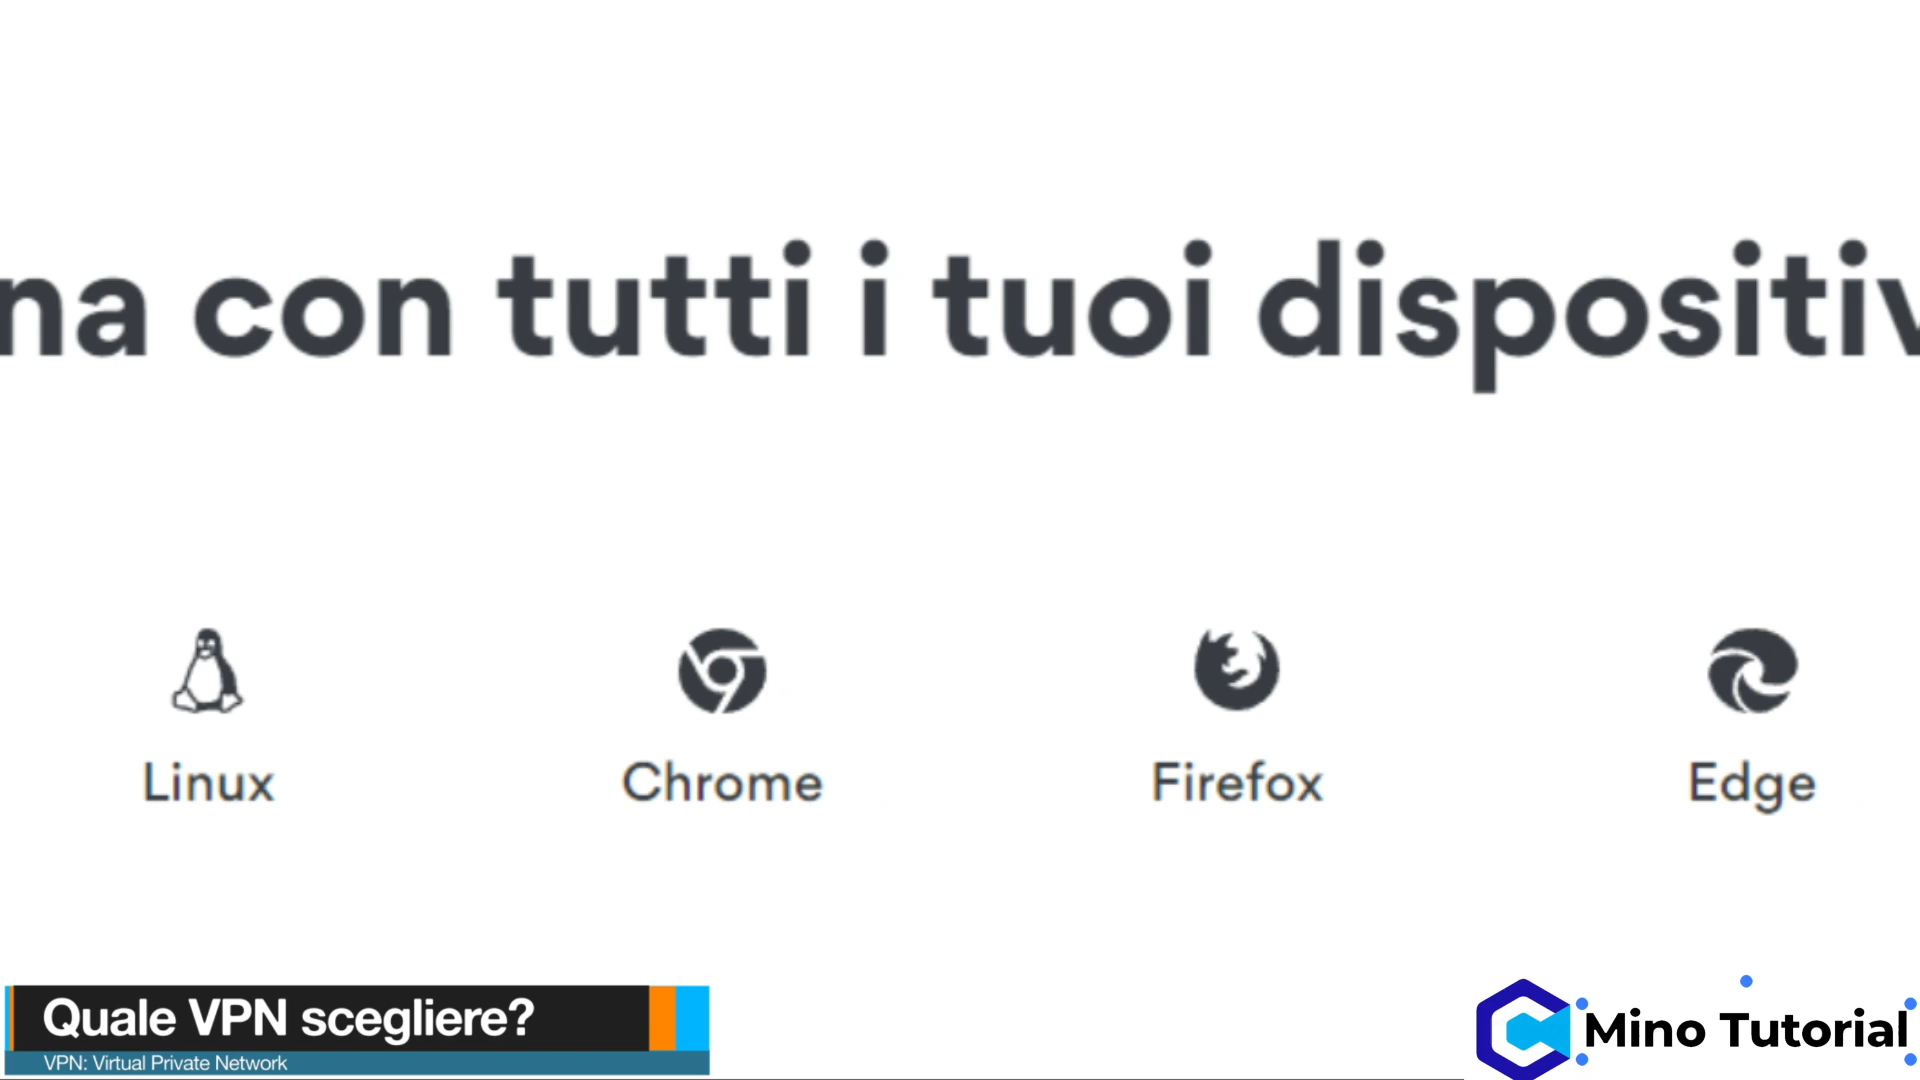 na con tutti i tuoi dispositiv
Linux
Chrome
Firefox
Edge
Quale VPN scegliere?
VPN: Virtual Private Network
Mino Tutorial